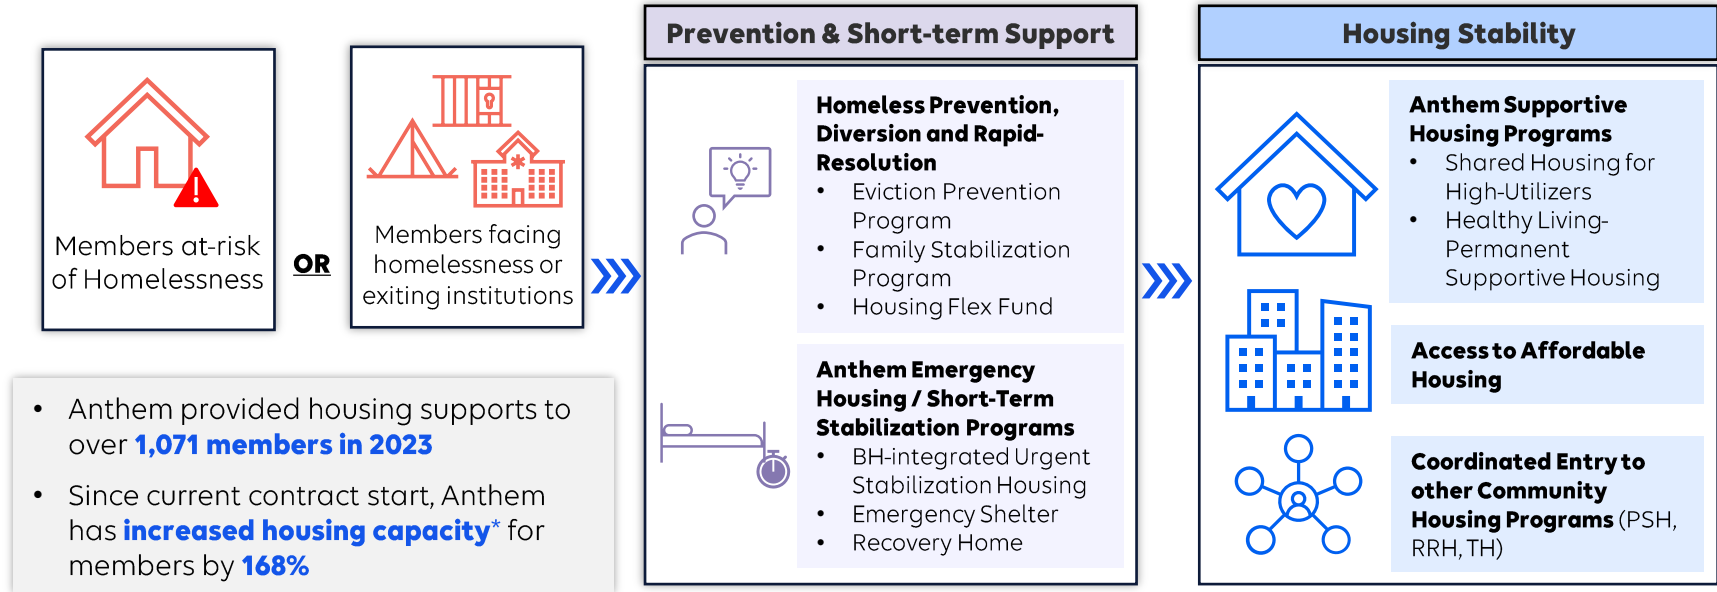 Members at-risk
of Homelessness
OR
Members facing
homelessness or
exiting institutions
• Anthem provided housing supports to
over 1,071 members in 2023
• Since current contract start, Anthem
has increased housing capacity* for
members by 168%
Prevention & Short-term Support
Homeless Prevention,
Diversion and Rapid-
Resolution
• Eviction Prevention
Program
• Family Stabilization
Program
• Housing Flex Fund
Anthem Emergency
Housing / Short-Term
Stabilization Programs
• BH-integrated Urgent
Stabilization Housing
• Emergency Shelter
• Recovery Home
Housing Stability
Anthem Supportive
Housing Programs
• Shared Housing for
High-Utilizers
• Healthy Living-
Permanent
Supportive Housing
Access to Affordable
Housing
Coordinated Entry to
other Community
Housing Programs (PSH,
RRH, TH)